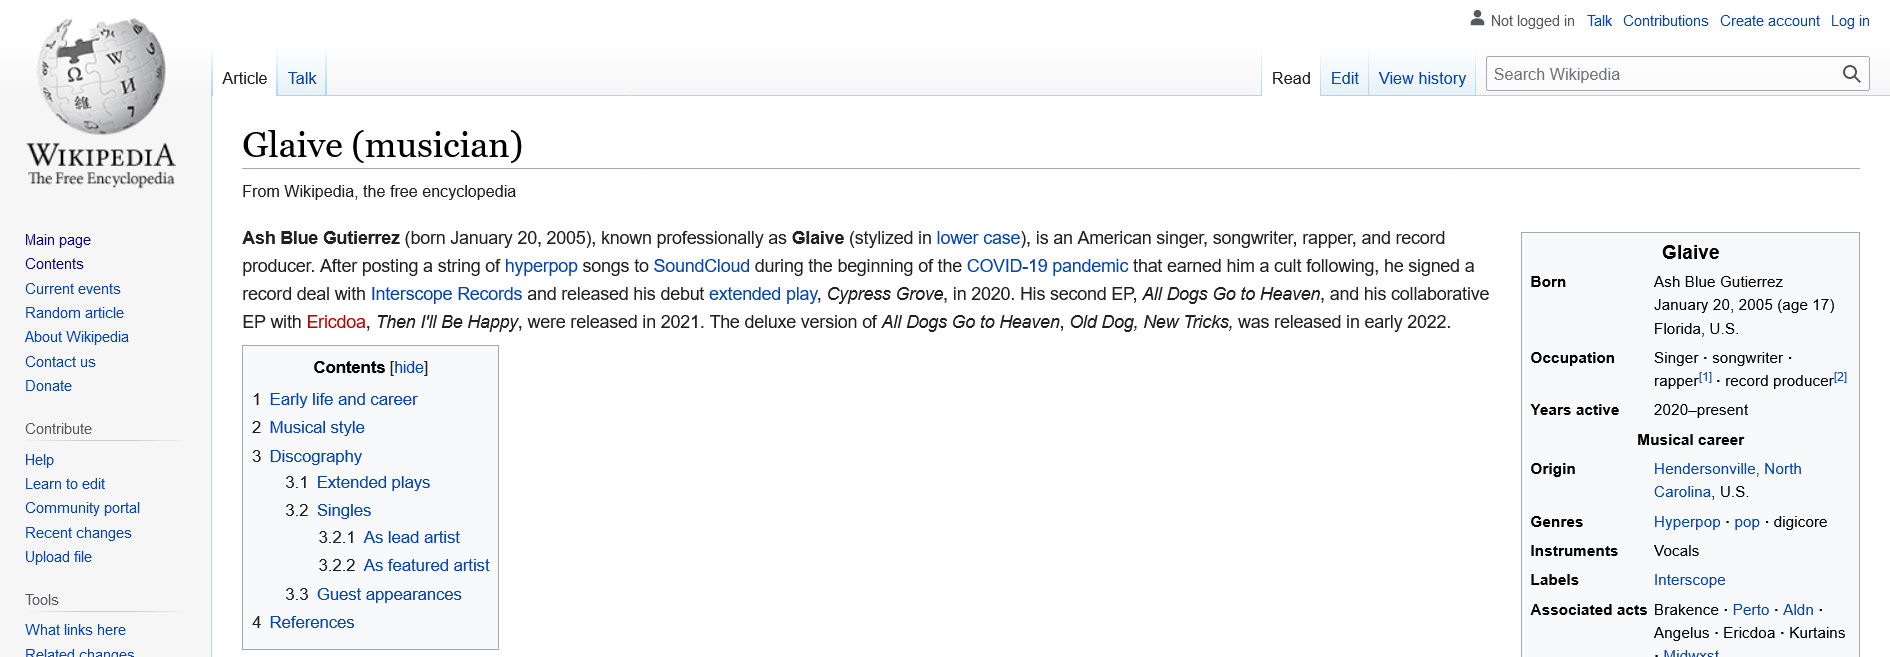 Not logged in Talk Contributions Create account Log in
Article Talk Read Edit View history Search Wikipedia
WIKIPEDIA
The Free Encyclopedia
Main page
Contents
Current events
Random article
About Wikipedia
Contact us
Donate
Contribute
Help
Learn to edit
Community portal
Recent changes
Upload file
Tools
What links here
Related changes
Glaive (musician)
From Wikipedia, the free encyclopedia
Ash Blue Gutierrez (born January 20, 2005), known professionally as Glaive (stylized in lower case), is an American singer, songwriter, rapper, and record
producer. After posting a string of hyperpop songs to SoundCloud during the beginning of the COVID-19 pandemic that earned him a cult following, he signed a
record deal with Interscope Records and released his debut extended play, Cypress Grove, in 2020. His second EP, All Dogs Go to Heaven, and his collaborative
EP with Ericdoa, Then I'll Be Happy, were released in 2021. The deluxe version of All Dogs Go to Heaven, Old Dog, New Tricks, was released in early 2022.
Contents [hide]
1 Early life and career
2 Musical style
3 Discography
3.1 Extended plays
3.2 Singles
3.2.1 As lead artist
3.2.2 As featured artist
3.3 Guest appearances
4 References
Glaive
Born Ash Blue Gutierrez
January 20, 2005 (age 17)
Florida, U.S.
Occupation Singer · songwriter ·
rapper[1] · record producer[2]
Years active 2020–present
Musical career
Origin Hendersonville, North
Carolina, U.S.
Genres Hyperpop · pop · digicore
Instruments Vocals
Labels Interscope
Associated acts Brakence · Perto · Aldn ·
Angelus · Ericdoa · Kurtains
· Midwxst